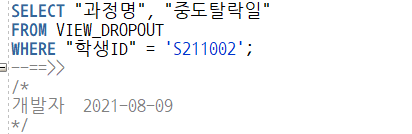 SELECT "과정명", "중도탈락일"
FROM VIEW_DROPOUT
WHERE "학생ID" = 'S211002';
--==>>
/*
개발자 2021-08-09
*/